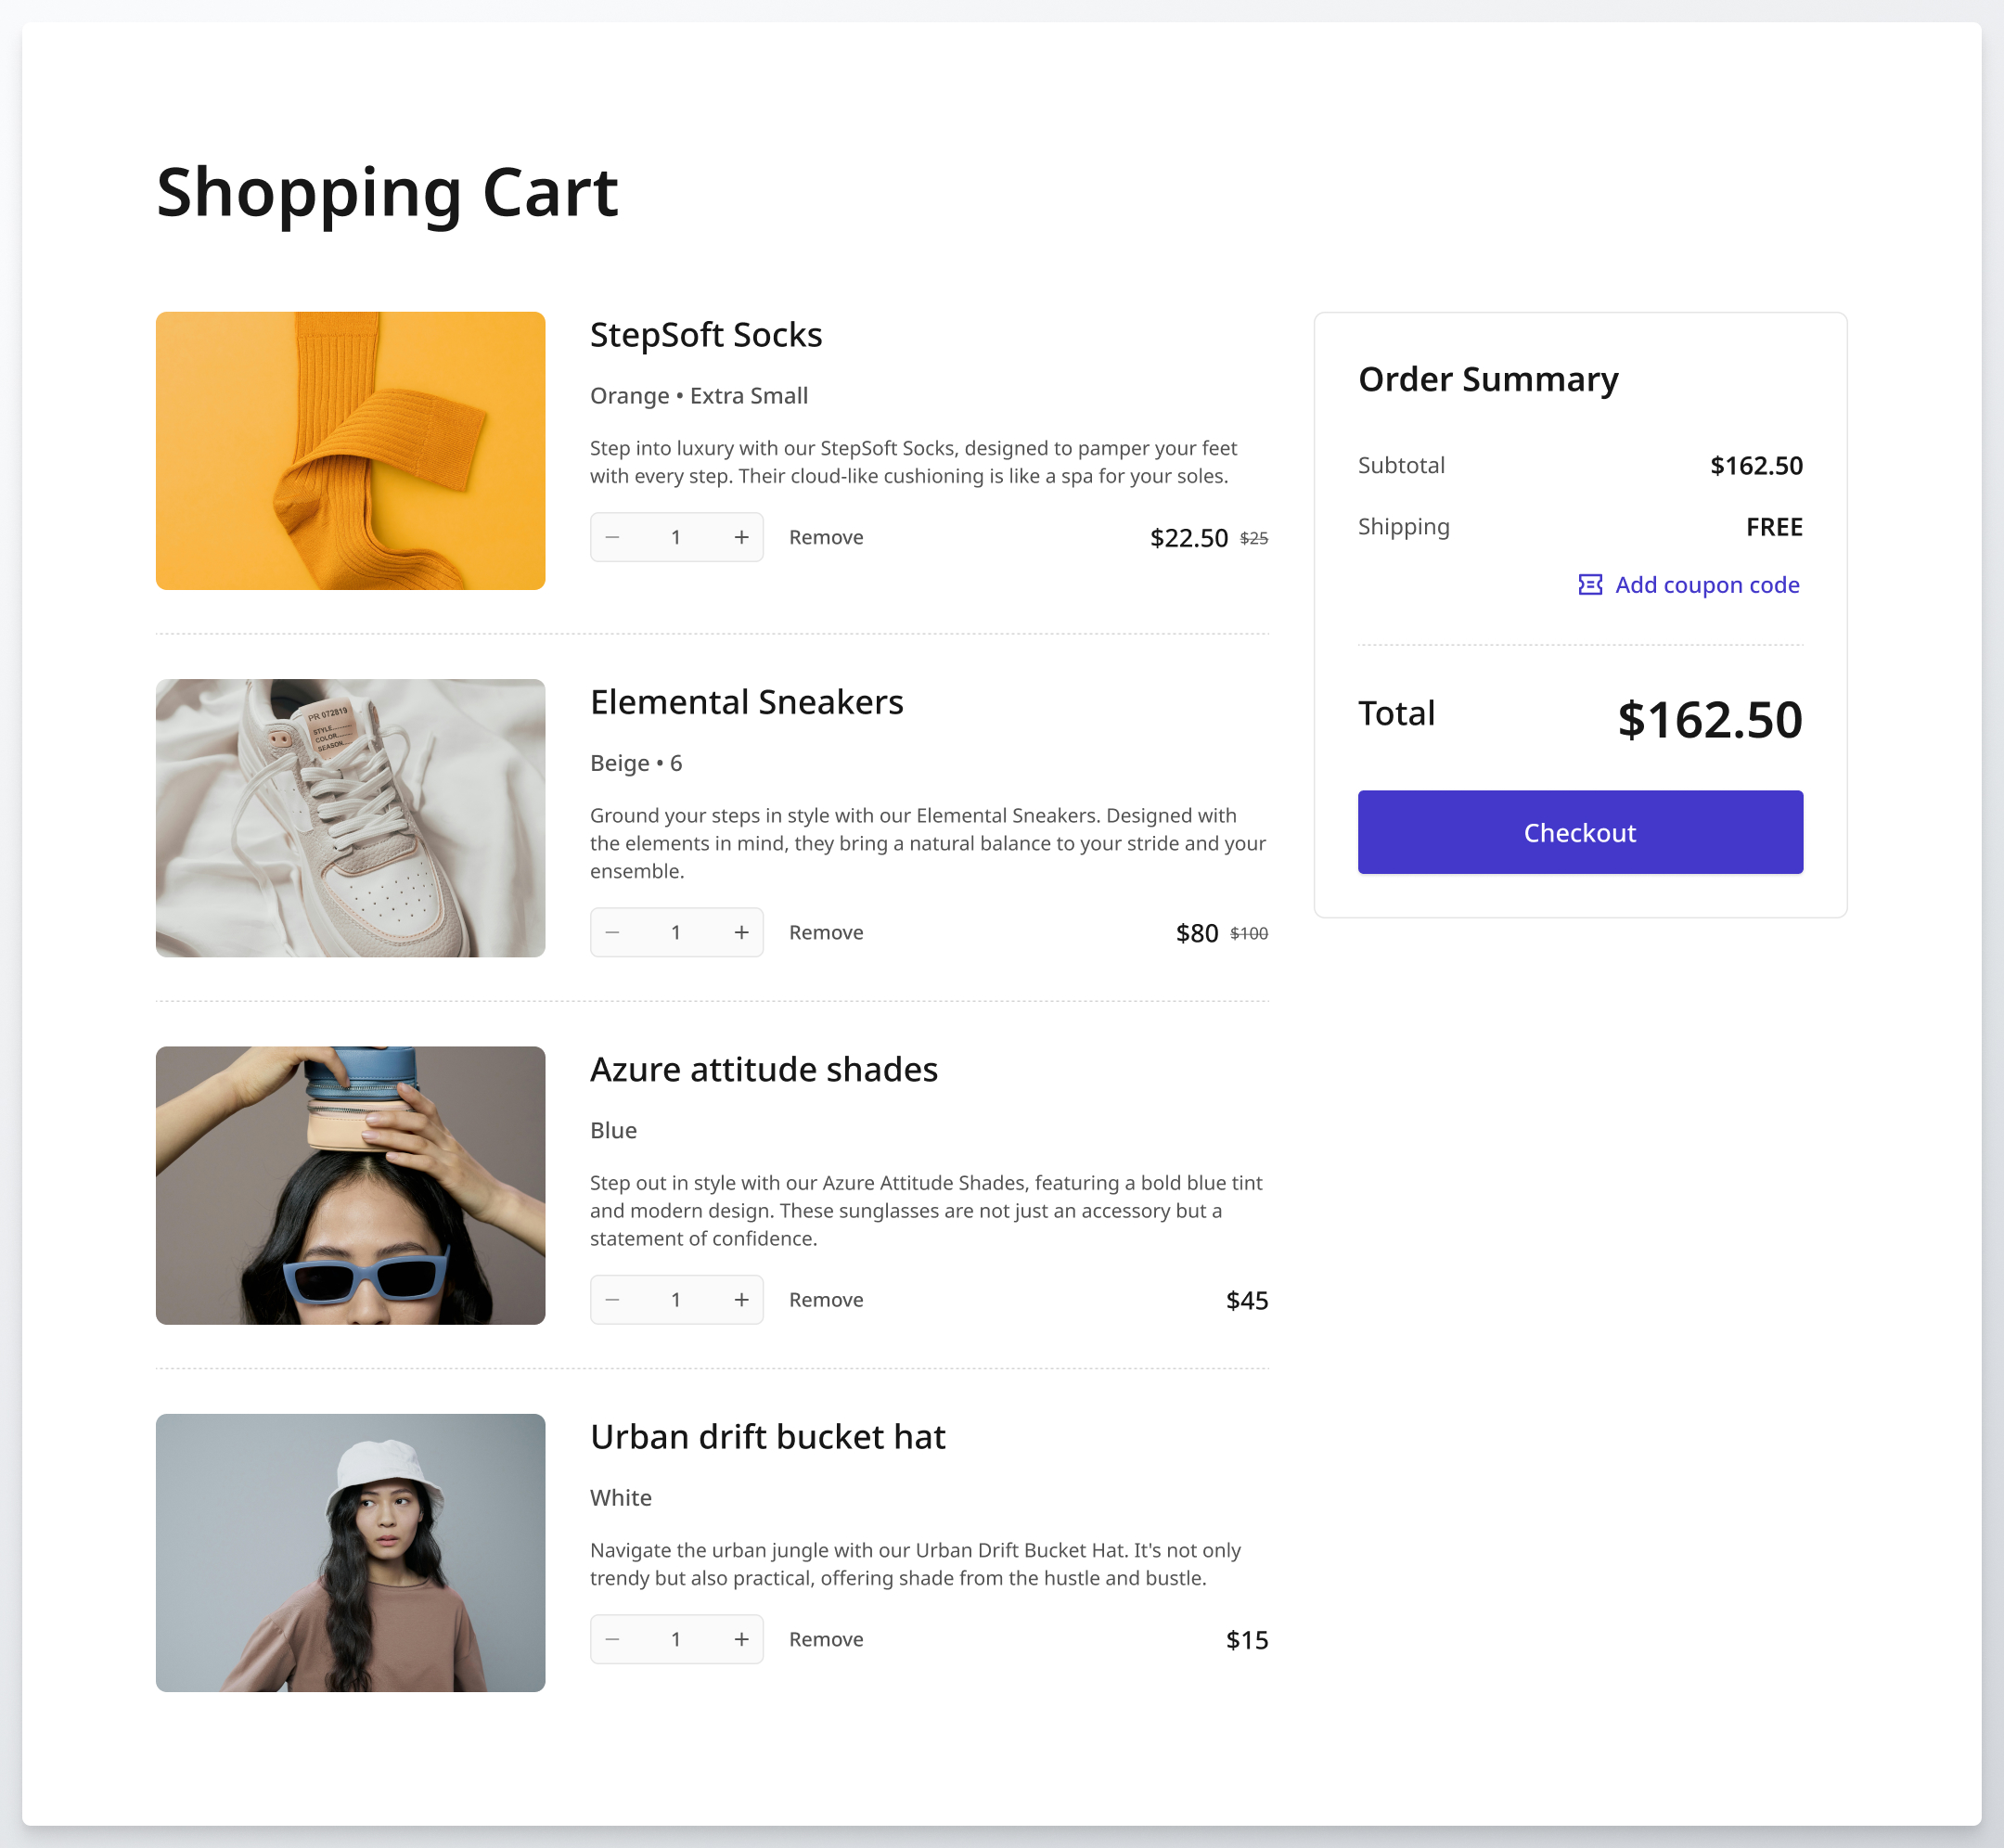 Shopping Cart
StepSoft Socks
Orange • Extra Small
Step into luxury with our StepSoft Socks, designed to pamper your feet
with every step. Their cloud-like cushioning is like a spa for your soles.
− 1 + Remove $22.50 $25
PR 072819
STYLE
COLOR
SEASON
Elemental Sneakers
Beige • 6
Ground your steps in style with our Elemental Sneakers. Designed with
the elements in mind, they bring a natural balance to your stride and your
ensemble.
− 1 + Remove $80 $100
Azure attitude shades
Blue
Step out in style with our Azure Attitude Shades, featuring a bold blue tint
and modern design. These sunglasses are not just an accessory but a
statement of confidence.
− 1 + Remove $45
Urban drift bucket hat
White
Navigate the urban jungle with our Urban Drift Bucket Hat. It's not only
trendy but also practical, offering shade from the hustle and bustle.
− 1 + Remove $15
Order Summary
Subtotal $162.50
Shipping FREE
Add coupon code
Total $162.50
Checkout